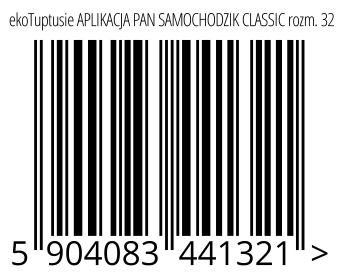 ekoTuptusie APLIKACJA PAN SAMOCHODZIK CLASSIC rozm. 32
5 904083 441321 >